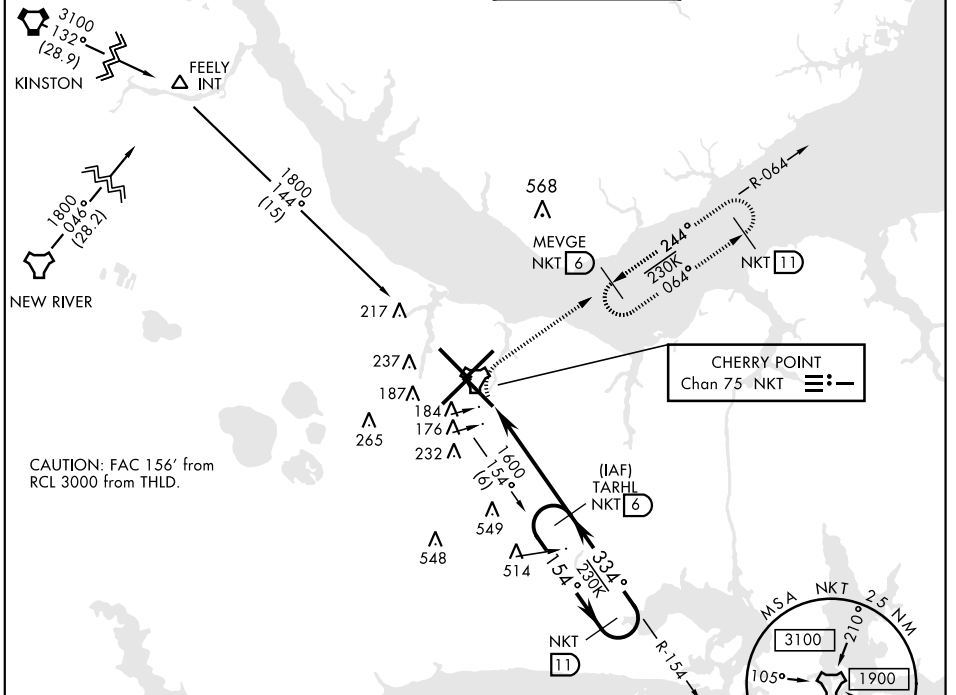 3100
132°
(28.9)
KINSTON
FEELY
INT
1800
046°
(28.2)
NEW RIVER
1800
144°
(15)
568
MEVGE
NKT 6
R-064
244°
230K
064°
NKT 11
217
237
187
184
176
265
232
CHERRY POINT
Chan 75 NKT
CAUTION: FAC 156' from
RCL 3000 from THLD.
1600
154°
(6)
(IAF)
TARHL
NKT 6
549
548
514
334°
230K
154°
NKT
11
R-154
MSA NKT 25 NM
3100
210°
105°
1900